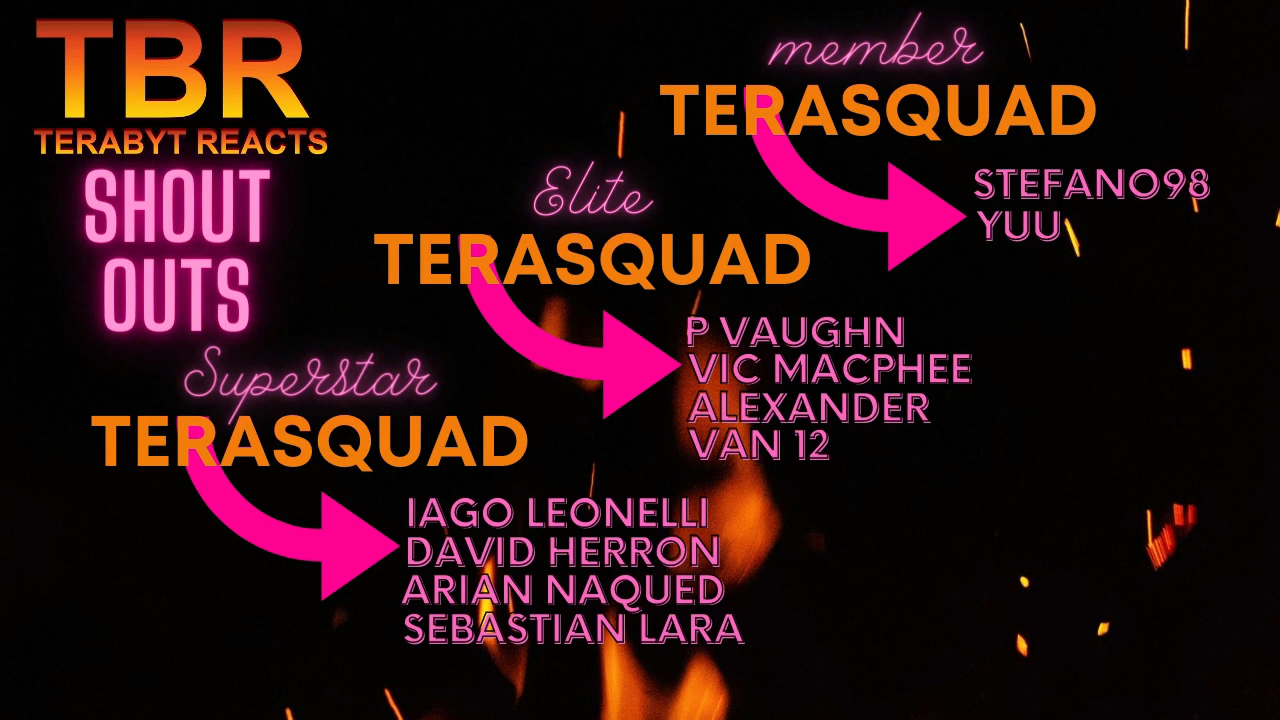 TBR
TERABYT REACTS
SHOUT
OUTS
member
TERASQUAD
STEFANO98
YUU
Elite
TERASQUAD
P VAUGHN
VIC MACPHEE
ALEXANDER
VAN 12
Superstar
TERASQUAD
IAGO LEONELLI
DAVID HERRON
ARIAN NAQUED
SEBASTIAN LARA